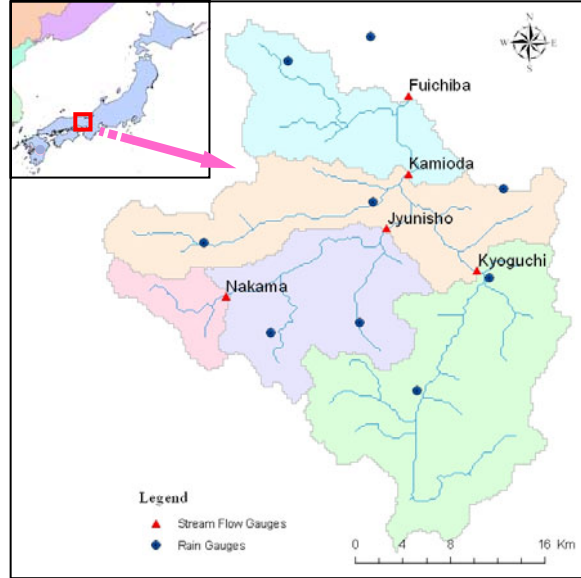 N
W E
S
Fuichiba
Kamioda
Jyunisho
Kyoguchi
Nakama
Legend
Stream Flow Gauges
Rain Gauges
0 4 8 16 Km